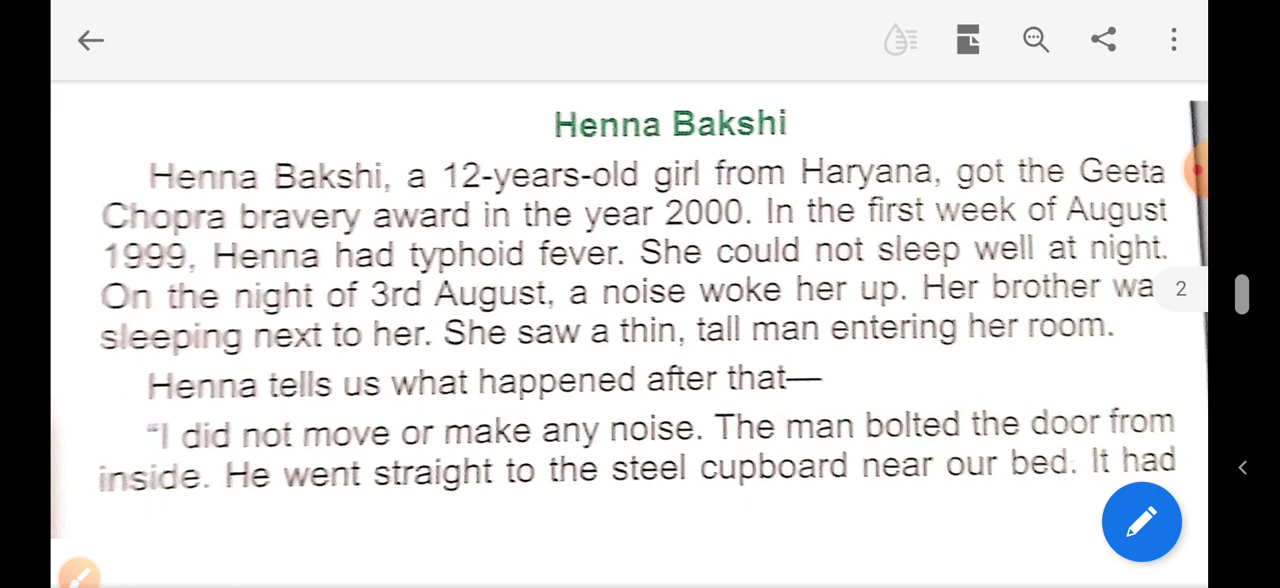 Henna Bakshi
Henna Bakshi, a 12-years-old girl from Haryana, got the Geeta
Chopra bravery award in the year 2000. In the first week of August
1999, Henna had typhoid fever. She could not sleep well at night.
On the night of 3rd August, a noise woke her up. Her brother wa
2
sleeping next to her. She saw a thin, tall man entering her room.
Henna tells us what happened after that—
"I did not move or make any noise. The man bolted the door from
inside. He went straight to the steel cupboard near our bed. It had